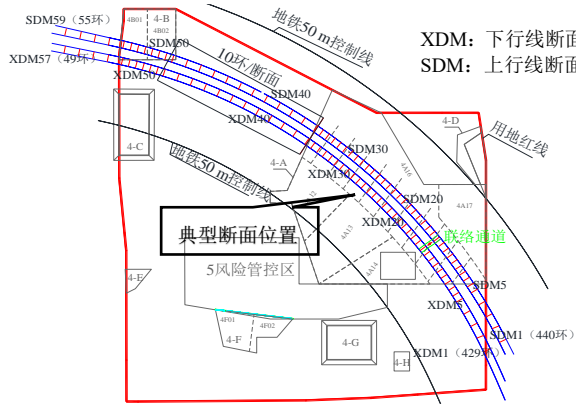 SDM59（55环）
4B01
4-B
4B02
SDM50
地铁50 m控制线
XDM：下行线断面
SDM：上行线断面
XDM57（49环）
XDM50
10环/断面
SDM40
XDM40
4-C
4-D
用地红线
地铁50 m控制线
4-A
SDM30
XDM30
4A16
SDM20
4A17
XDM20
4A13
典型断面位置
联络通道
5风险管控区
4A14
4-E
SDM5
XDM5
4F01
4F02
4-F
4-G
SDM1（440环）
XDM1（429环）
4-H